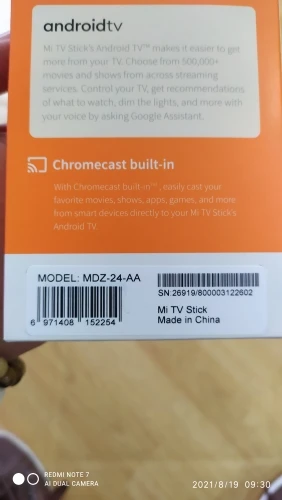 androidtv
Mi TV Stick's Android TV™ makes it easier to get
more from your TV. Choose from 500,000+
movies and shows from across streaming
services. Control your TV, get recommendations
of what to watch, dim the lights, and more with
your voice by asking Google Assistant.
Chromecast built-in
With Chromecast built-in™, easily cast your
favorite movies, shows, apps, games, and more
from smart devices directly to your Mi TV Stick's
Android TV.
MODEL: MDZ-24-AA
6 971408 152254
SN:26919/800003122602
Mi TV Stick
Made in China
REDMI NOTE 7
AI DUAL CAMERA
2021/8/19 09:30